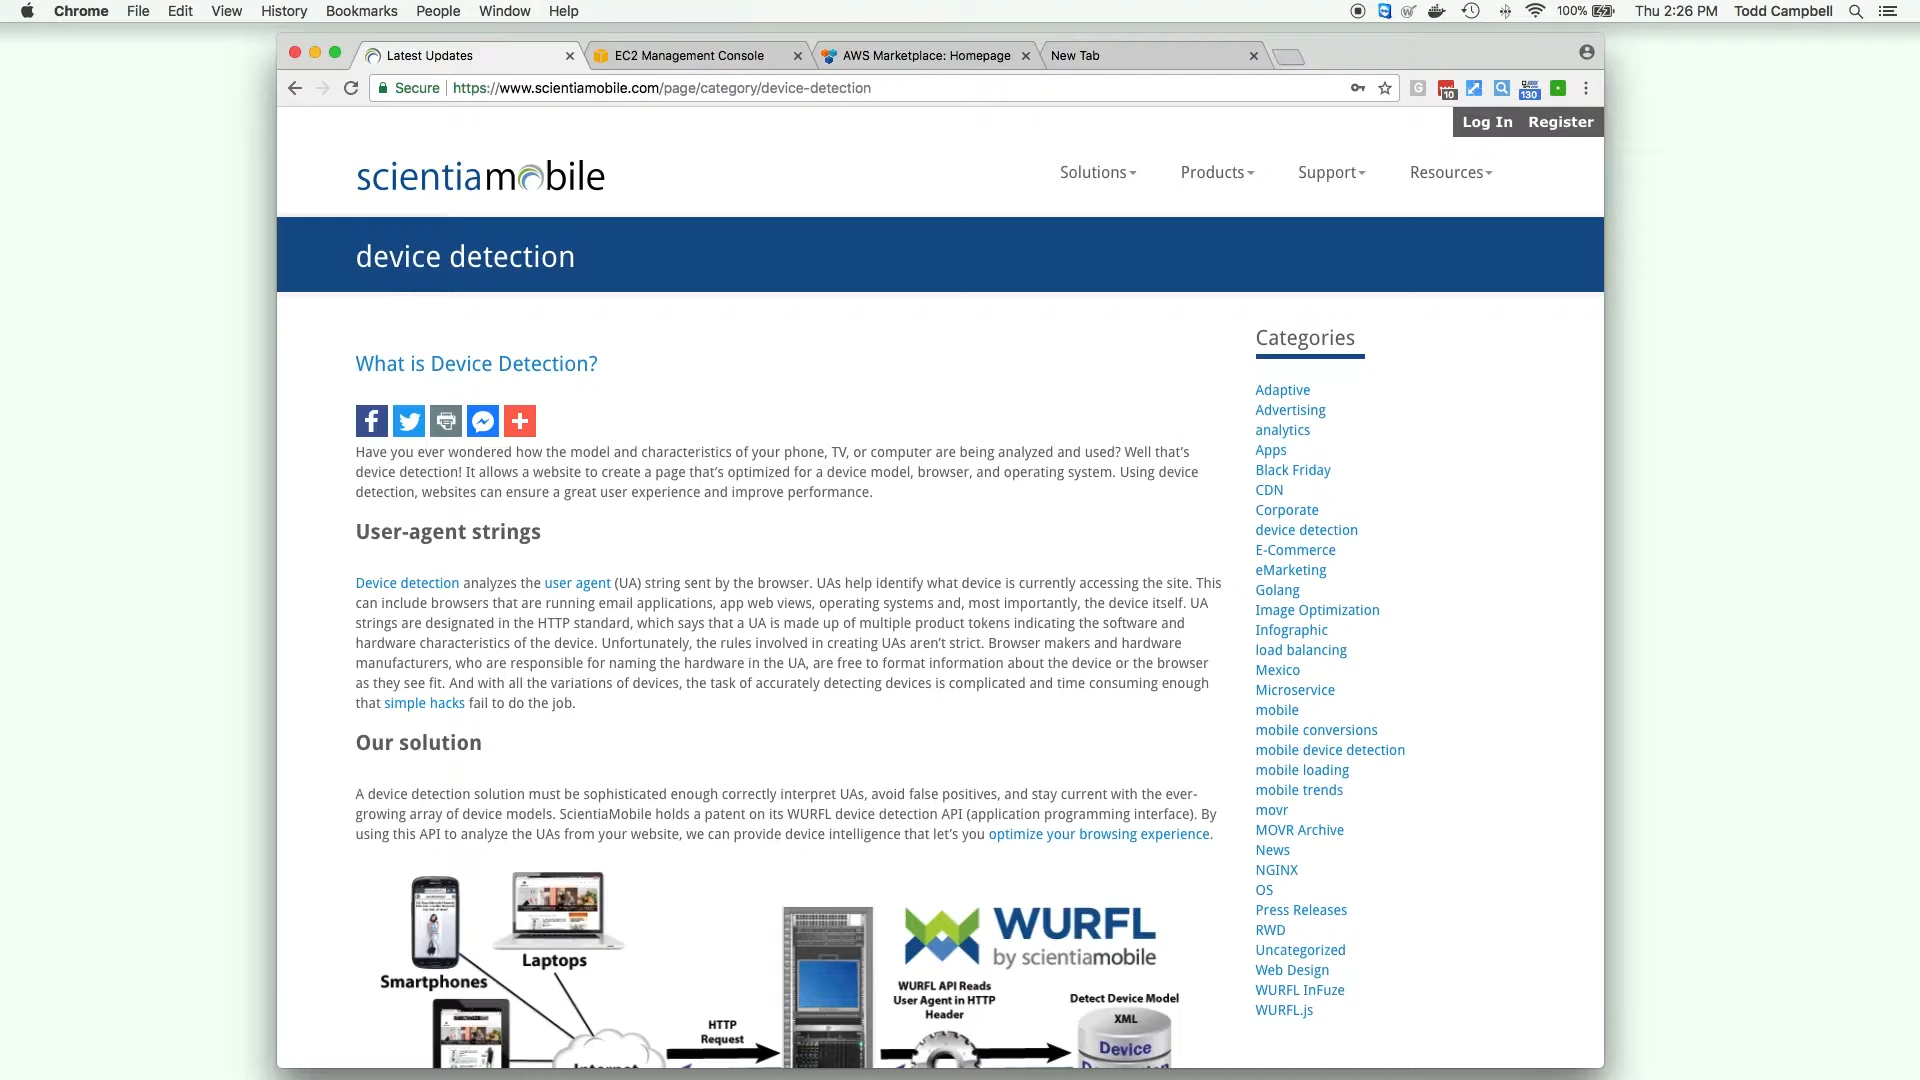 Chrome File Edit View History Bookmarks People Window Help
100% Thu 2:26 PM Todd Campbell
Latest Updates
EC2 Management Console
AWS Marketplace: Homepage
New Tab
Secure https://www.scientiamobile.com/page/category/device-detection
10
130
Log In Register
scientiamobile
Solutions Products Support Resources
device detection
What is Device Detection?
Have you ever wondered how the model and characteristics of your phone, TV, or computer are being analyzed and used? Well that’s
device detection! It allows a website to create a page that’s optimized for a device model, browser, and operating system. Using device
detection, websites can ensure a great user experience and improve performance.
User-agent strings
Device detection analyzes the user agent (UA) string sent by the browser. UAs help identify what device is currently accessing the site. This
can include browsers that are running email applications, app web views, operating systems and, most importantly, the device itself. UA
strings are designated in the HTTP standard, which says that a UA is made up of multiple product tokens indicating the software and
hardware characteristics of the device. Unfortunately, the rules involved in creating UAs aren’t strict. Browser makers and hardware
manufacturers, who are responsible for naming the hardware in the UA, are free to format information about the device or the browser
as they see fit. And with all the variations of devices, the task of accurately detecting devices is complicated and time consuming enough
that simple hacks fail to do the job.
Our solution
A device detection solution must be sophisticated enough correctly interpret UAs, avoid false positives, and stay current with the ever-
growing array of device models. ScientiaMobile holds a patent on its WURFL device detection API (application programming interface). By
using this API to analyze the UAs from your website, we can provide device intelligence that let’s you optimize your browsing experience.
Smartphones
Laptops
Internet
HTTP
Request
WURFL
by scientiamobile
WURFL API Reads
User Agent in HTTP
Header
Detect Device Model
XML
Device
Categories
Adaptive
Advertising
analytics
Apps
Black Friday
CDN
Corporate
device detection
E-Commerce
eMarketing
Golang
Image Optimization
Infographic
load balancing
Mexico
Microservice
mobile
mobile conversions
mobile device detection
mobile loading
mobile trends
movr
MOVR Archive
News
NGINX
OS
Press Releases
RWD
Uncategorized
Web Design
WURFL InFuze
WURFL.js